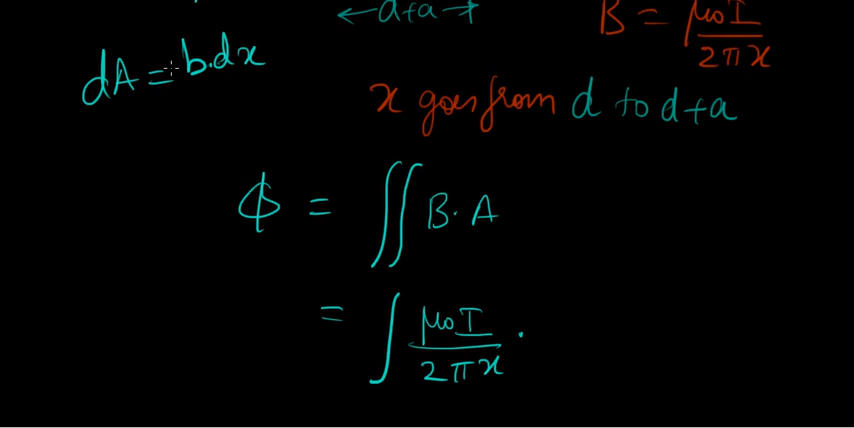 ← d+a →
B = μ₀I / 2πx
dA = b.dx
x goes from d to d+a
ϕ = ∬ B · A
= ∫ μ₀I / 2πx ·